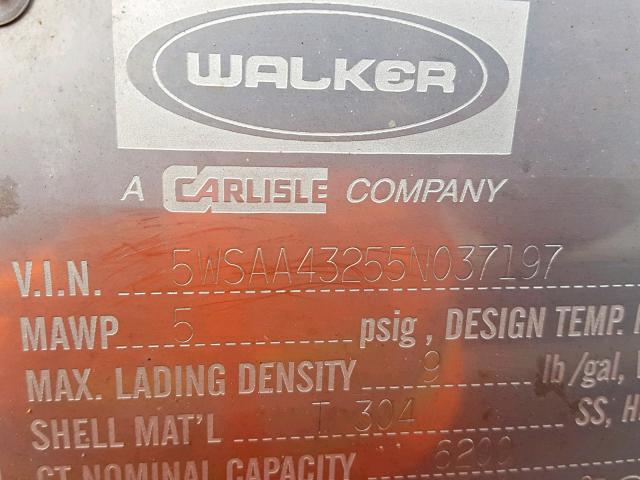 WALKER
A CARLISLE COMPANY
V.I.N. 5WSAA43255N037197
MAWP 5 psig, DESIGN TEMP.
MAX. LADING DENSITY 9 lb/gal,
SHELL MAT'L T 304 SS,
CT NOMINAL CAPACITY 6200